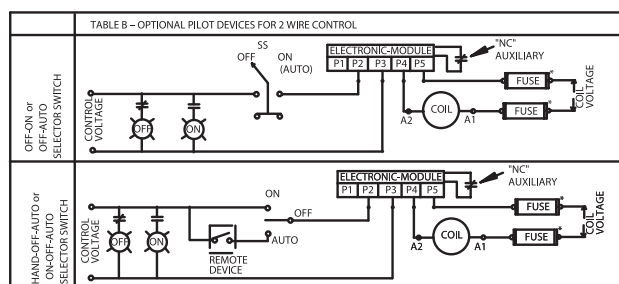 TABLE B – OPTIONAL PILOT DEVICES FOR 2 WIRE CONTROL
OFF-ON or
OFF-AUTO
SELECTOR SWITCH
CONTROL
VOLTAGE
OFF
ON
SS
OFF
ON
(AUTO)
ELECTRONIC-MODULE
P1 P2 P3 P4 P5
"NC"
AUXILIARY
FUSE*
FUSE*
COIL
A2
A1
COIL
VOLTAGE
HAND-OFF-AUTO or
ON-OFF-AUTO
SELECTOR SWITCH
CONTROL
VOLTAGE
OFF
ON
REMOTE
DEVICE
ON
OFF
AUTO
ELECTRONIC-MODULE
P1 P2 P3 P4 P5
"NC"
AUXILIARY
FUSE*
FUSE*
COIL
A2
A1
COIL
VOLTAGE